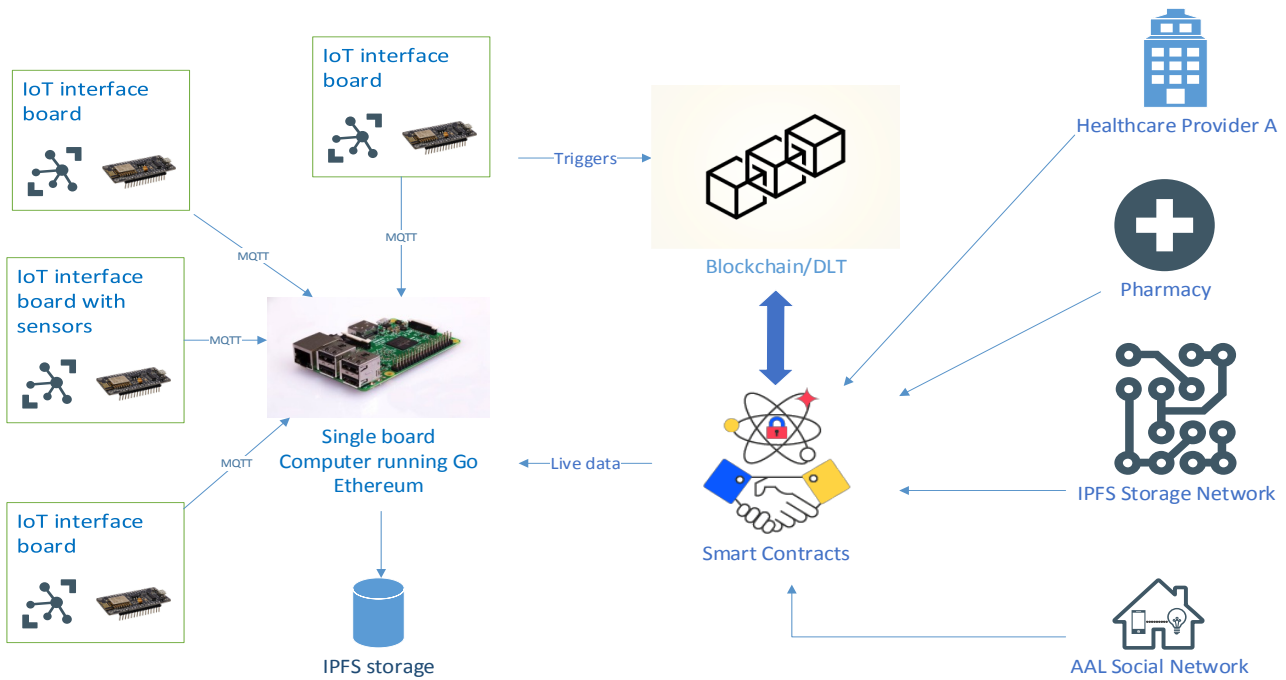 IoT interface
board
IoT interface
board
IoT interface
board with
sensors
IoT interface
board
MQTT
MQTT
MQTT
MQTT
Single board
Computer running Go
Ethereum
IPFS storage
Triggers
Live data
Blockchain/DLT
Smart Contracts
Healthcare Provider A
Pharmacy
IPFS Storage Network
AAL Social Network